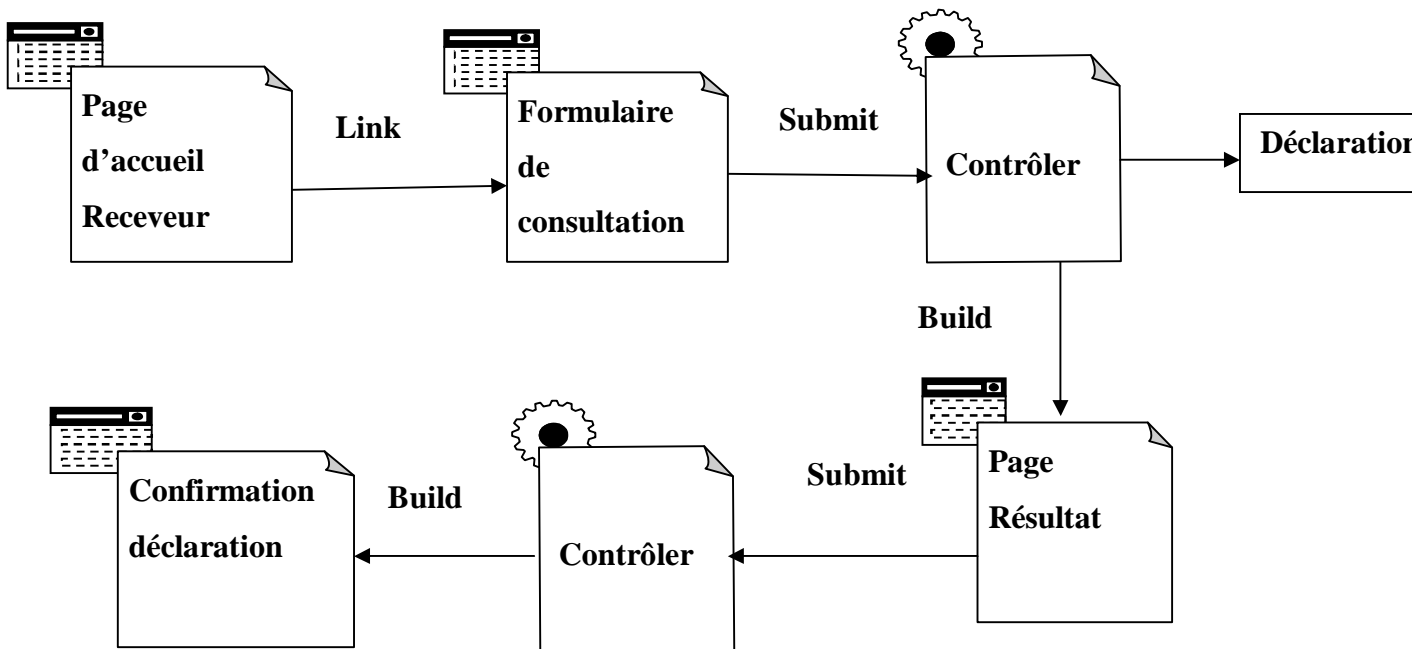 Page
d’accueil
Receveur
Link
Formulaire
de
consultation
Submit
Contrôler
Déclaration
Build
Page
Résultat
Submit
Contrôler
Build
Confirmation
déclaration